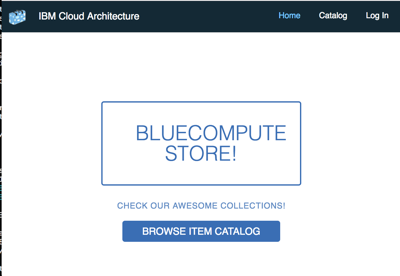 IBM Cloud Architecture
Home Catalog Log In
BLUECOMPUTE
STORE!
CHECK OUR AWESOME COLLECTIONS!
BROWSE ITEM CATALOG